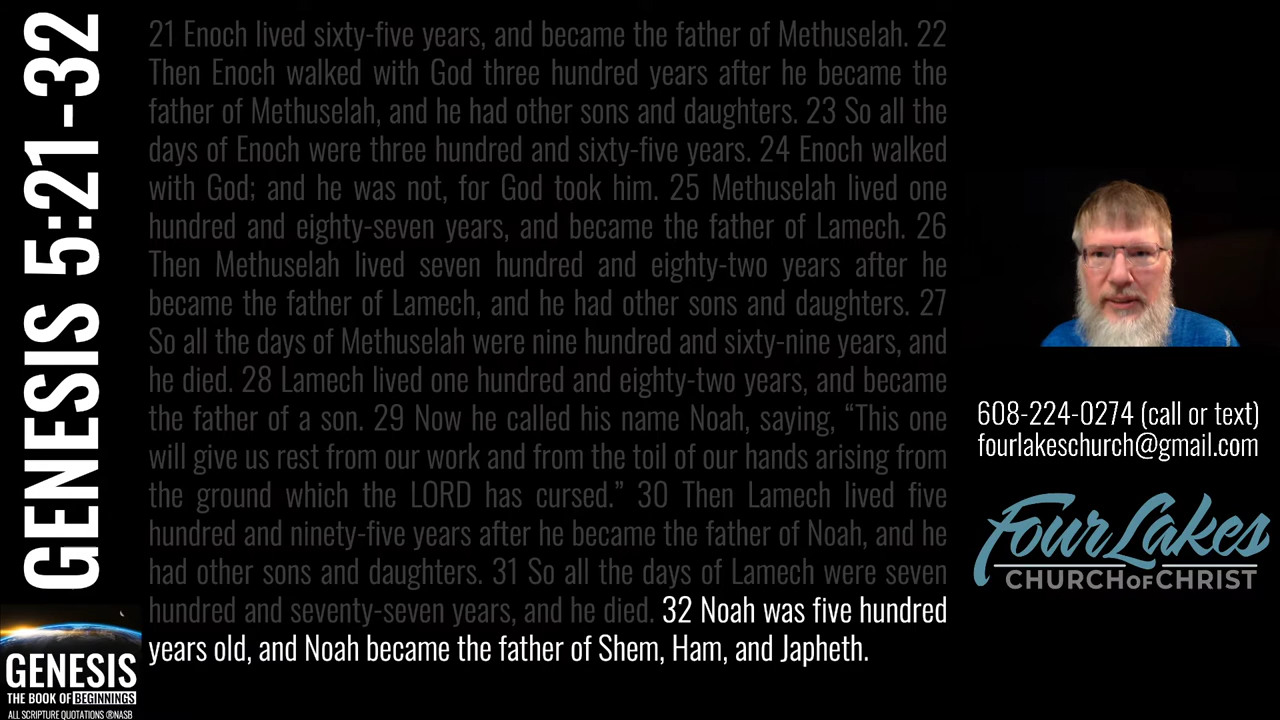 GENESIS 5:21-32
21 Enoch lived sixty-five years, and became the father of Methuselah. 22
Then Enoch walked with God three hundred years after he became the
father of Methuselah, and he had other sons and daughters. 23 So all the
days of Enoch were three hundred and sixty-five years. 24 Enoch walked
with God; and he was not, for God took him. 25 Methuselah lived one
hundred and eighty-seven years, and became the father of Lamech. 26
Then Methuselah lived seven hundred and eighty-two years after he
became the father of Lamech, and he had other sons and daughters. 27
So all the days of Methuselah were nine hundred and sixty-nine years, and
he died. 28 Lamech lived one hundred and eighty-two years, and became
the father of a son. 29 Now he called his name Noah, saying, “This one
will give us rest from our work and from the toil of our hands arising from
the ground which the LORD has cursed.” 30 Then Lamech lived five
hundred and ninety-five years after he became the father of Noah, and he
had other sons and daughters. 31 So all the days of Lamech were seven
hundred and seventy-seven years, and he died. 32 Noah was five hundred
years old, and Noah became the father of Shem, Ham, and Japheth.
608-224-0274 (call or text)
fourlakeschurch@gmail.com
Four Lakes
CHURCH OF CHRIST
GENESIS
THE BOOK OF BEGINNINGS
ALL SCRIPTURE QUOTATIONS ®NASB